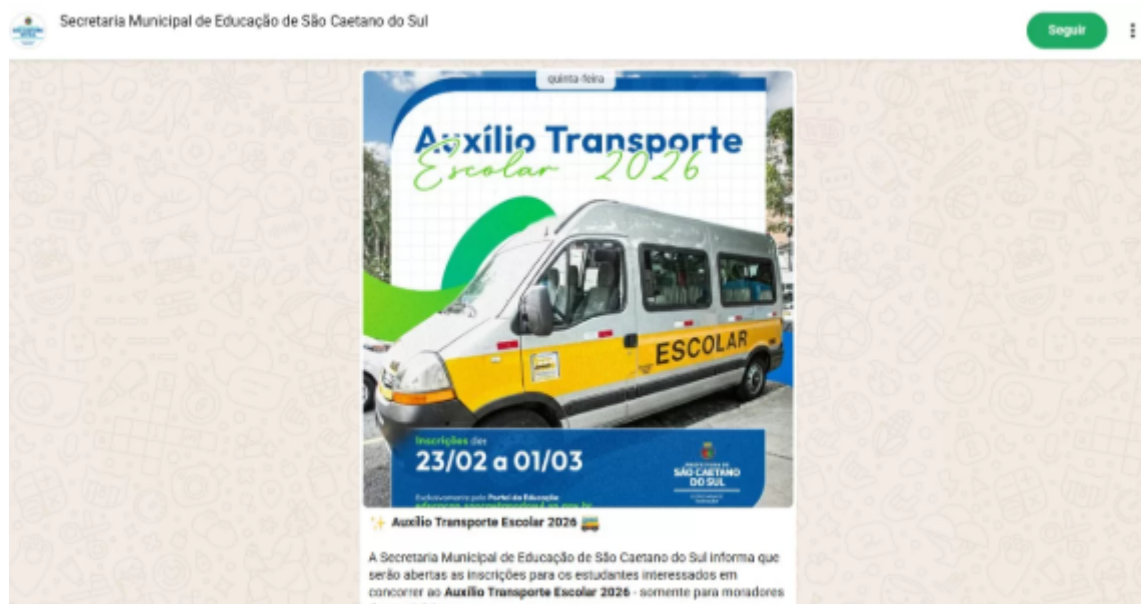 Secretaria Municipal de Educação de São Caetano do Sul
Seguir
quinta-feira
Auxílio Transporte
Escolar 2026
ESCOLAR
Inscrições de:
23/02 a 01/03
Exclusivamente pelo Portal da Educação
PREFEITURA DE
SÃO CAETANO
DO SUL
✨ Auxílio Transporte Escolar 2026 🚌
A Secretaria Municipal de Educação de São Caetano do Sul informa que
serão abertas as inscrições para os estudantes interessados em
concorrer ao Auxílio Transporte Escolar 2026 - somente para moradores